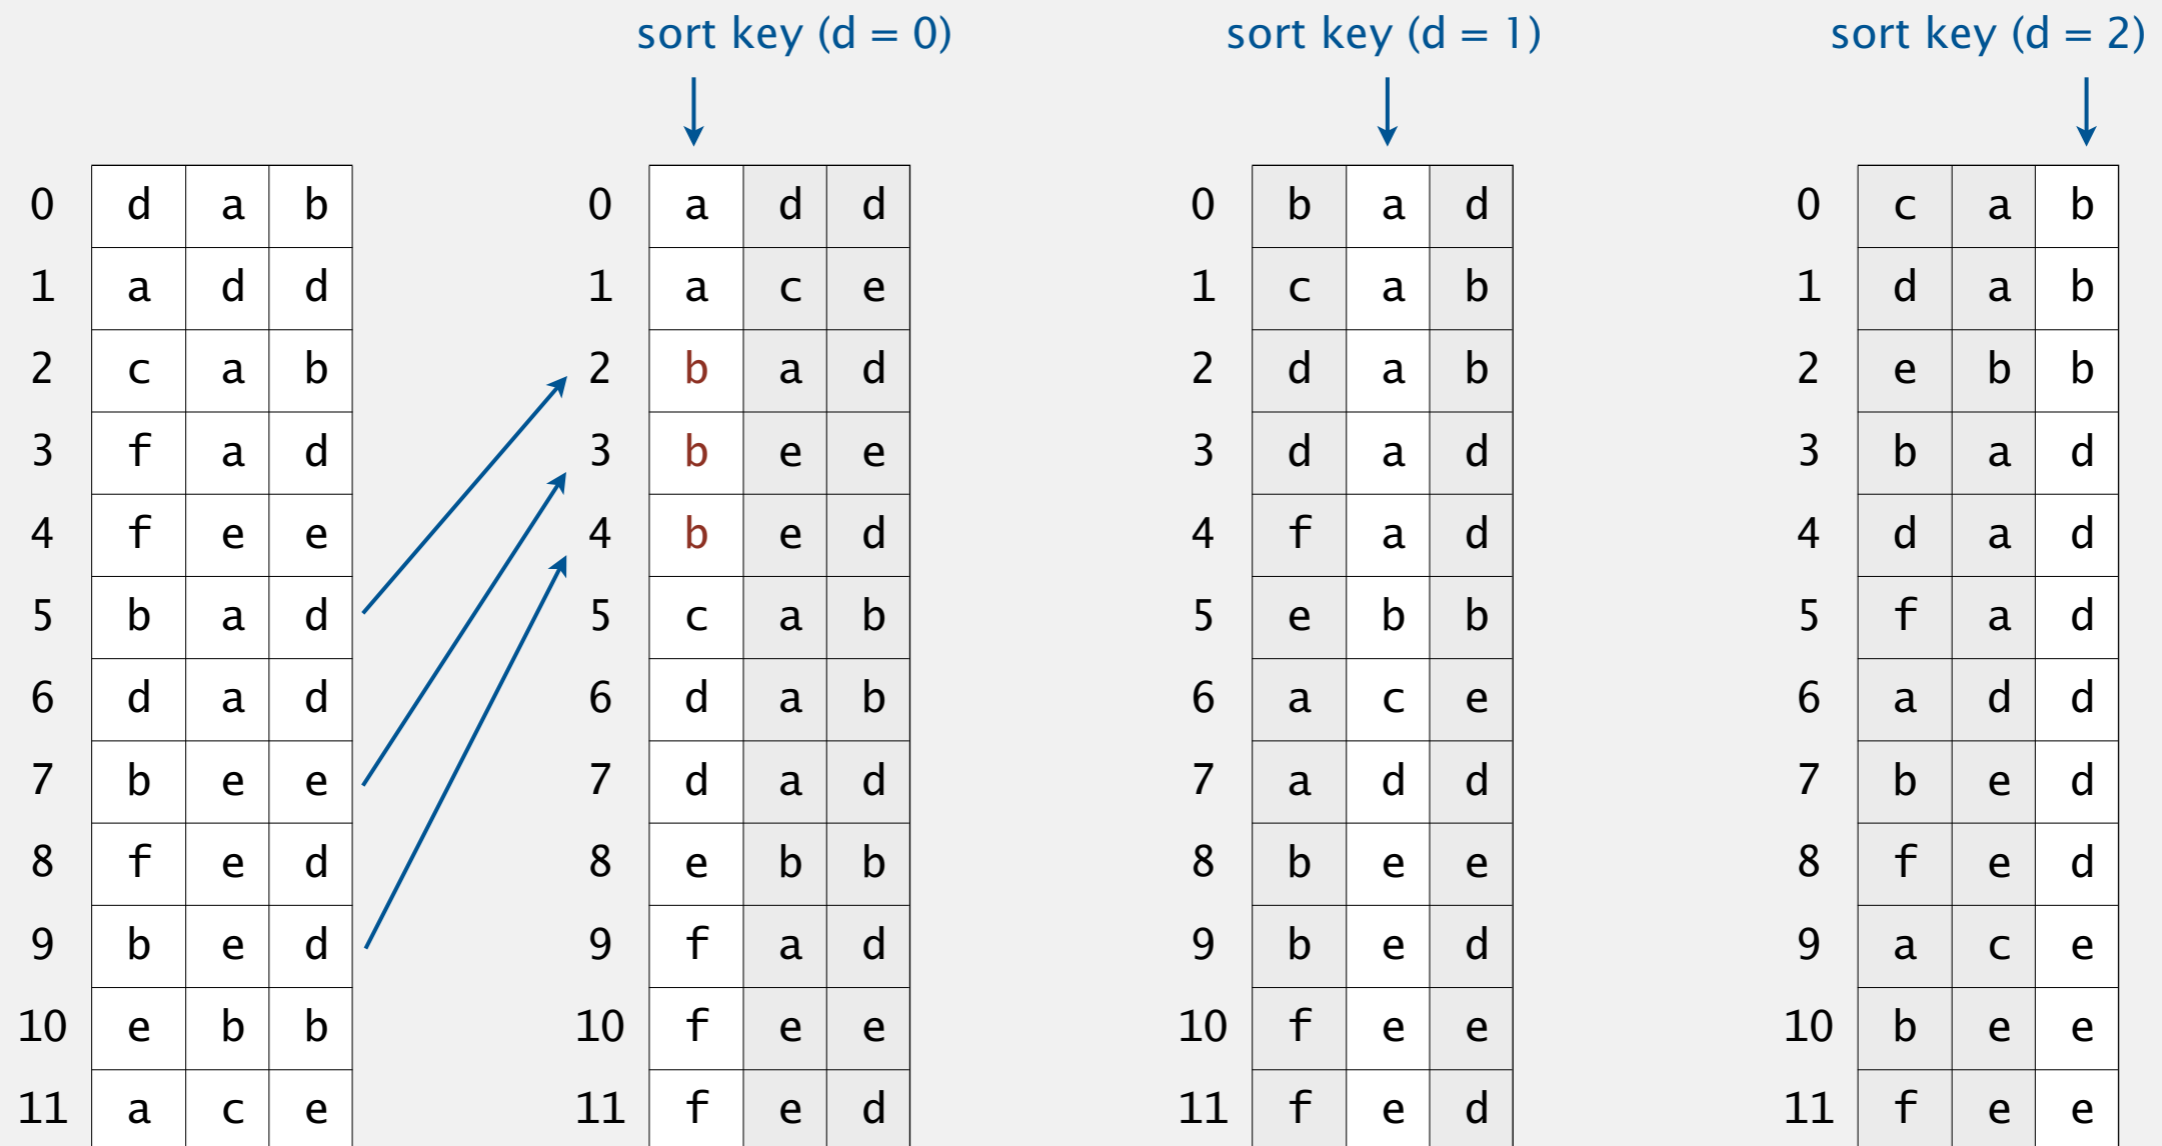 sort key (d = 0) sort key (d = 1) sort key (d = 2)
0 d a b 0 a d d 0 b a d 0 c a b
1 a d d 1 a c e 1 c a b 1 d a b
2 c a b 2 b a d 2 d a b 2 e b b
3 f a d 3 b e e 3 d a d 3 b a d
4 f e e 4 b e d 4 f a d 4 d a d
5 b a d 5 c a b 5 e b b 5 f a d
6 d a d 6 d a b 6 a c e 6 a d d
7 b e e 7 d a d 7 a d d 7 b e d
8 f e d 8 e b b 8 b e e 8 f e d
9 b e d 9 f a d 9 b e d 9 a c e
10 e b b 10 f e e 10 f e e 10 b e e
11 a c e 11 f e d 11 f e d 11 f e e